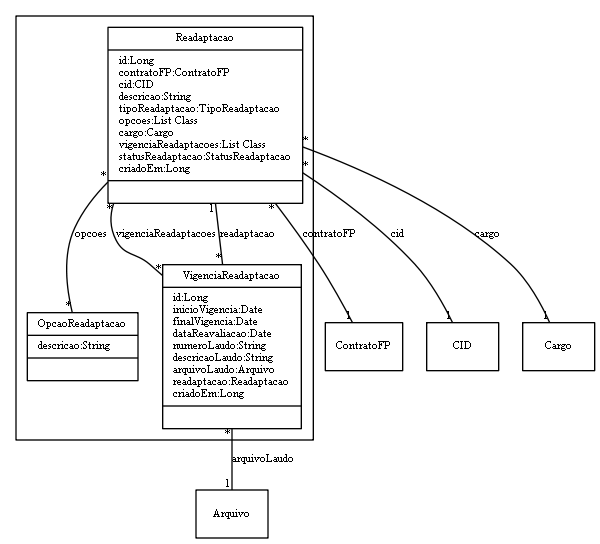 Readaptacao
id:Long
contratoFP:ContratoFP
cid:CID
descricao:String
tipoReadaptacao:TipoReadaptacao
opcoes:List Class
cargo:Cargo
vigenciaReadaptacoes:List Class
statusReadaptacao:StatusReadaptacao
criadoEm:Long
*
*
*
*
1
*
opcoes
vigenciaReadaptacoes
readaptacao
contratoFP
cid
cargo
*
*
*
1
1
1
VigenciaReadaptacao
id:Long
inicioVigencia:Date
finalVigencia:Date
dataReavaliacao:Date
numeroLaudo:String
descricaoLaudo:String
arquivoLaudo:Arquivo
readaptacao:Readaptacao
criadoEm:Long
OpcaoReadaptacao
descricao:String
ContratoFP
CID
Cargo
*
arquivoLaudo
1
Arquivo